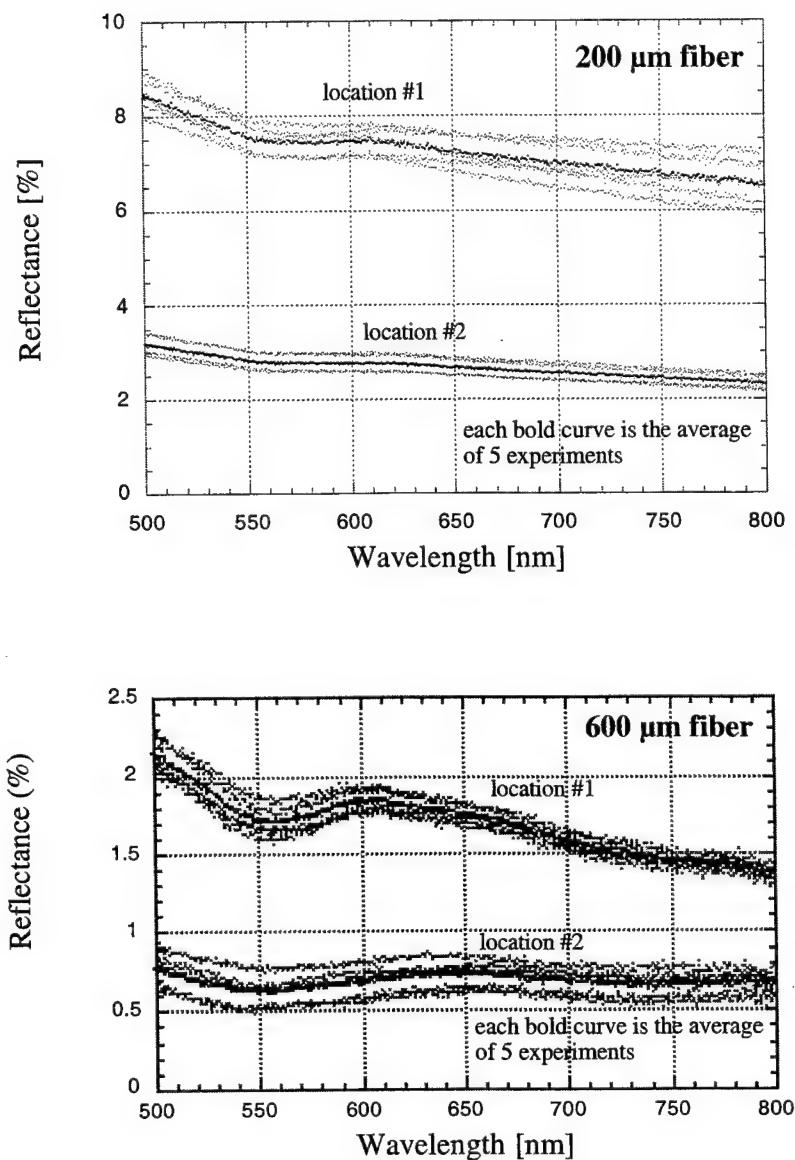 10
200 µm fiber
location #1
8
6
Reflectance [%]
4
location #2
2
each bold curve is the average
of 5 experiments
0
500 550 600 650 700 750 800
Wavelength [nm]
2.5
600 µm fiber
2
location #1
1.5
Reflectance (%)
1
location #2
0.5
each bold curve is the average
of 5 experiments
0
500 550 600 650 700 750 800
Wavelength [nm]